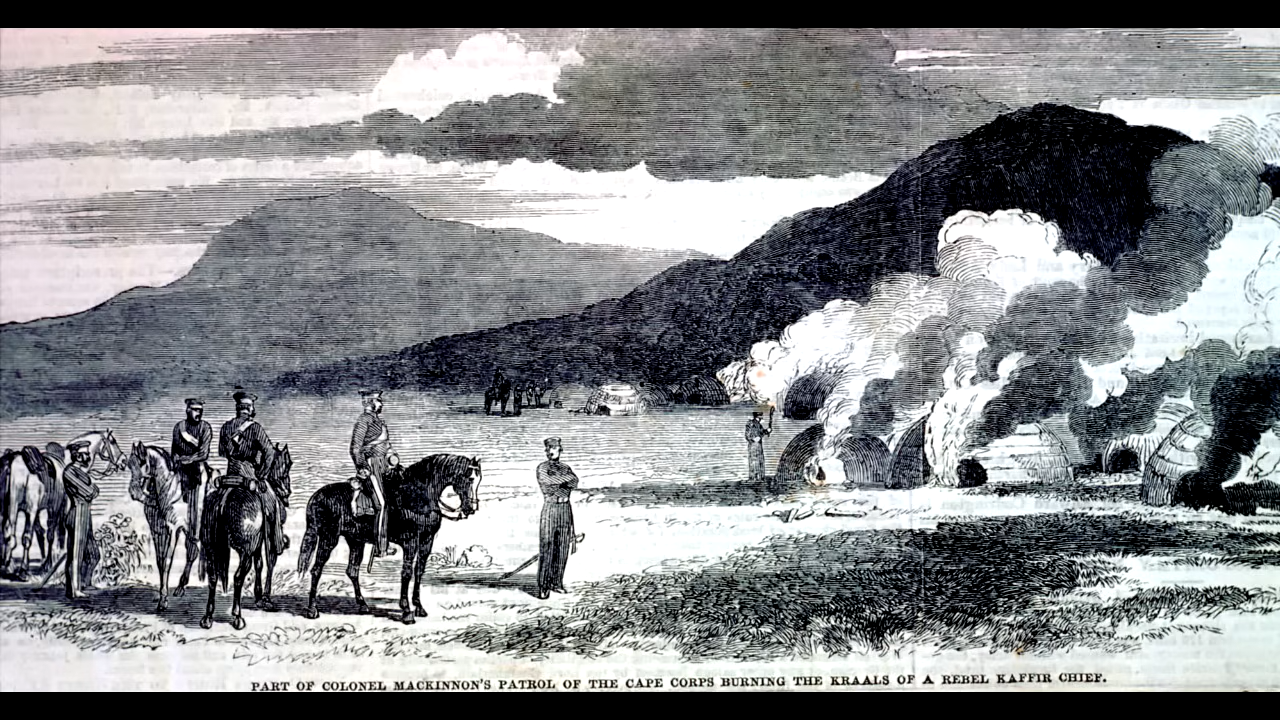 PART OF COLONEL MACKINNON'S PATROL OF THE CAPE CORPS BURNING THE KRAALS OF A REBEL KAFFIR CHIEF.